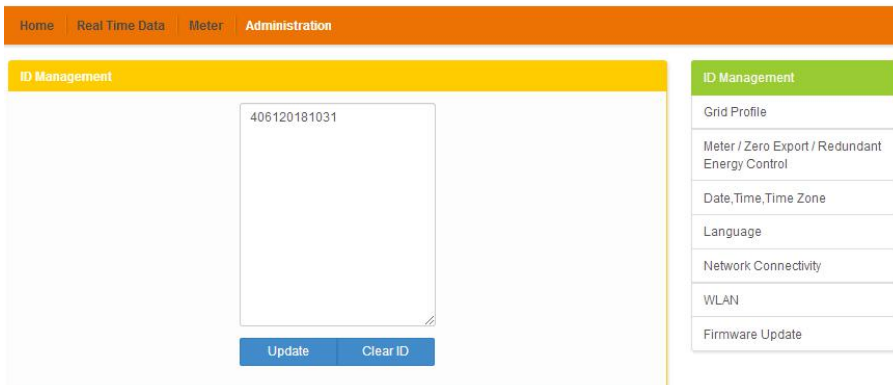 Home
Real Time Data
Meter
Administration
ID Management
406120181031
Update
Clear ID
ID Management
Grid Profile
Meter / Zero Export / Redundant
Energy Control
Date,Time,Time Zone
Language
Network Connectivity
WLAN
Firmware Update